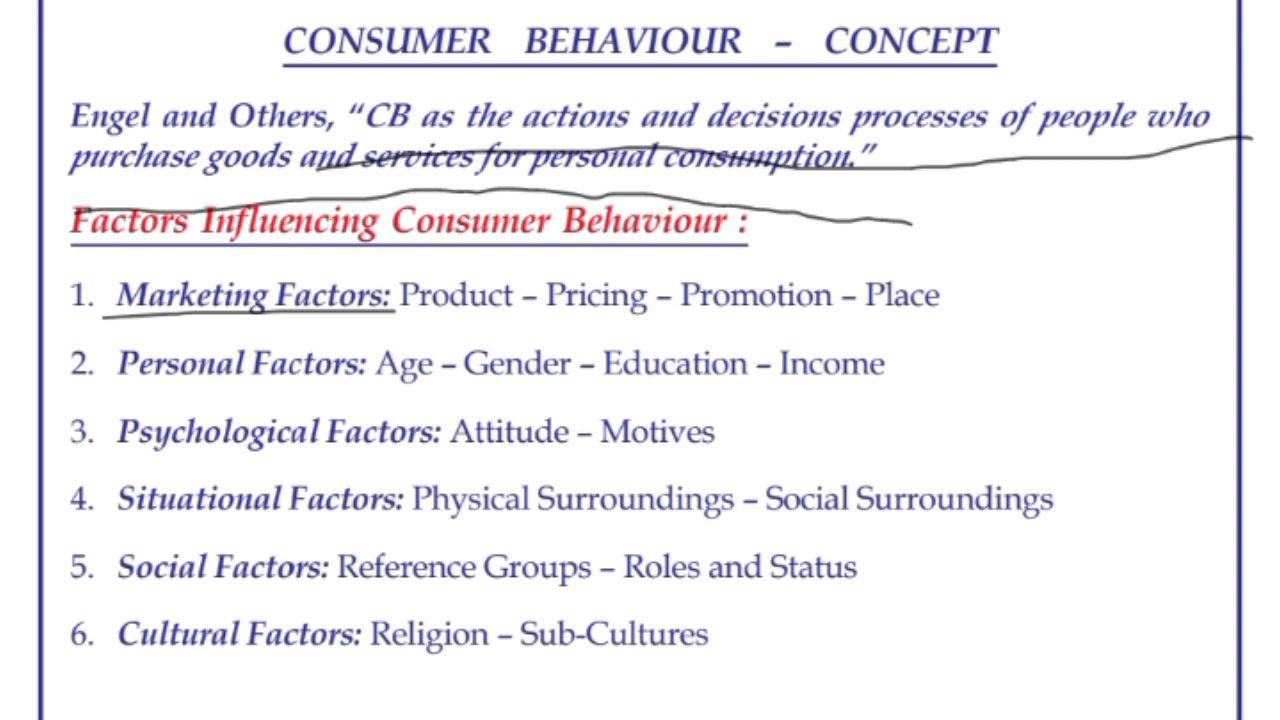 CONSUMER BEHAVIOUR – CONCEPT
Engel and Others, “CB as the actions and decisions processes of people who
purchase goods and services for personal consumption.”
Factors Influencing Consumer Behaviour :
1. Marketing Factors: Product – Pricing – Promotion – Place
2. Personal Factors: Age – Gender – Education – Income
3. Psychological Factors: Attitude – Motives
4. Situational Factors: Physical Surroundings – Social Surroundings
5. Social Factors: Reference Groups – Roles and Status
6. Cultural Factors: Religion – Sub-Cultures